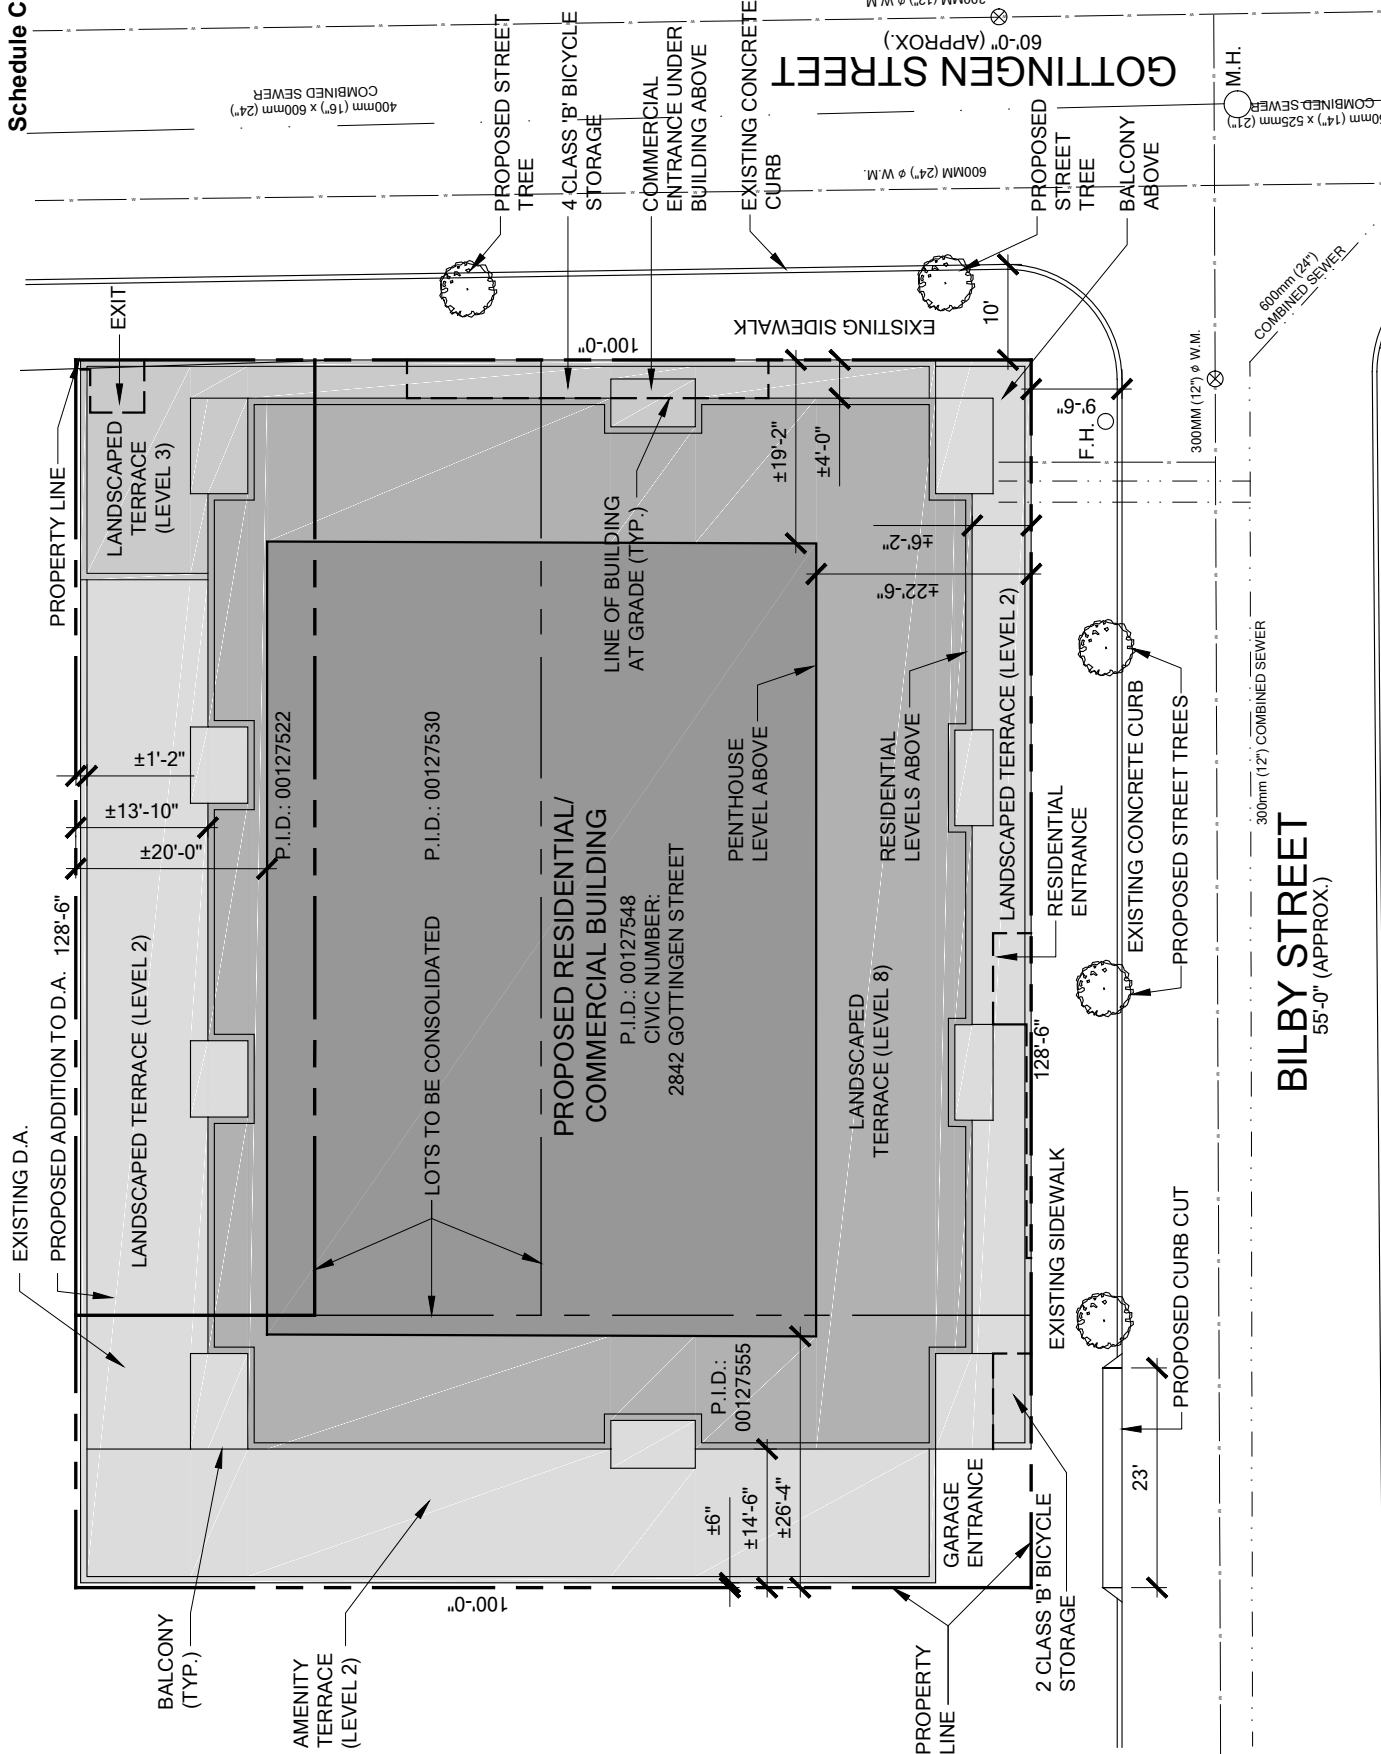 Schedule C
COMBINED SEWER
400mm (16") x 600mm (24")
600MM (24") ϕ W.M.
GOTTINGEN STREET
60'-0" (APPROX.)
M.H.
COMBINED SEWER
PROPOSED STREET
TREE
4 CLASS 'B' BICYCLE
STORAGE
COMMERCIAL
ENTRANCE UNDER
BUILDING ABOVE
EXISTING CONCRETE
CURB
PROPOSED
STREET
TREE
BALCONY
ABOVE
EXIT
EXISTING SIDEWALK
10'
100'-0"
600mm (24")
COMBINED SEWER
300MM (12") ϕ W.M.
F.H.
9'-6"
PROPERTY LINE
LANDSCAPED
TERRACE
(LEVEL 3)
±19'-2"
±4'-0"
LINE OF BUILDING
AT GRADE (TYP.)
±6'-2"
±22'-6"
±1'-2"
±13'-10"
±20'-0"
P.I.D.: 00127522
P.I.D.: 00127530
PENTHOUSE
LEVEL ABOVE
RESIDENTIAL
LEVELS ABOVE
LANDSCAPED TERRACE (LEVEL 2)
RESIDENTIAL
ENTRANCE
EXISTING CONCRETE CURB
PROPOSED STREET TREES
300mm (12") COMBINED SEWER
EXISTING D.A.
PROPOSED ADDITION TO D.A.
128'-6"
LANDSCAPED TERRACE (LEVEL 2)
LOTS TO BE CONSOLIDATED
PROPOSED RESIDENTIAL/
COMMERCIAL BUILDING
P.I.D.: 00127548
CIVIC NUMBER:
2842 GOTTINGEN STREET
LANDSCAPED
TERRACE (LEVEL 8)
128'-6"
EXISTING SIDEWALK
BILBY STREET
55'-0" (APPROX.)
PROPOSED CURB CUT
23'
P.I.D.:
00127555
±6"
±14'-6"
±26'-4"
GARAGE
ENTRANCE
2 CLASS 'B' BICYCLE
STORAGE
100'-0"
BALCONY
(TYP.)
AMENITY
TERRACE
(LEVEL 2)
PROPERTY
LINE